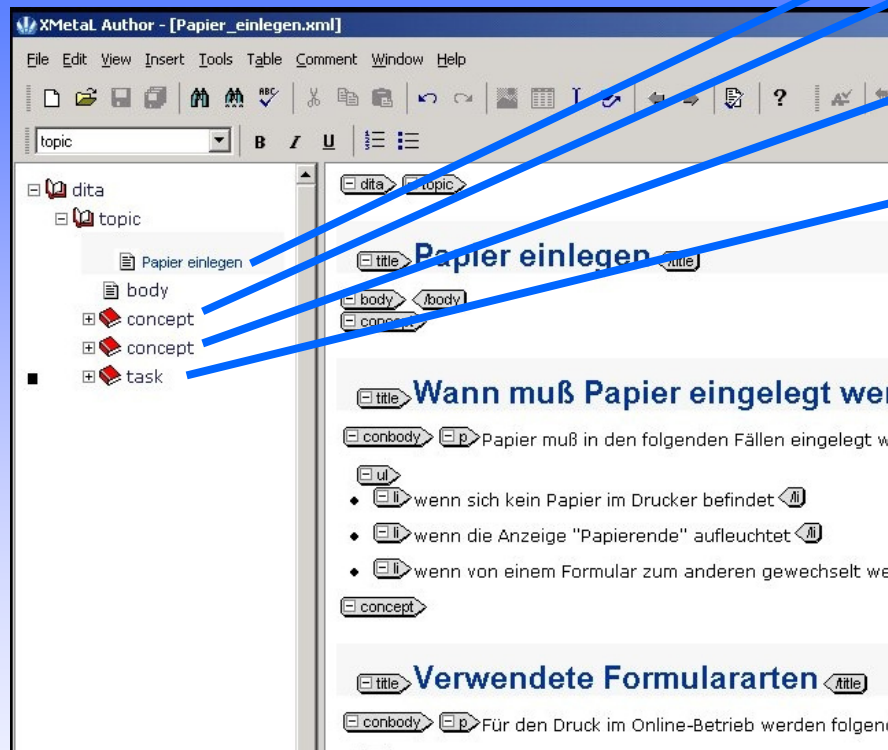 XMetaL Author - [Papier_einlegen.xml]
File Edit View Insert Tools Table Comment Window Help
ABC ?
topic B I U
dita
topic
Papier einlegen
body
concept
concept
task
dita topic
title Papier einlegen /title
body /body
concept
title Wann muß Papier eingelegt
conbody p Papier muß in den folgenden Fällen eingelegt
ul
li wenn sich kein Papier im Drucker befindet /li
li wenn die Anzeige "Papierende" aufleuchtet /li
li wenn von einem Formular zum anderen gewechselt
concept
title Verwendete Formulararten /title
conbody p Für den Druck im Online-Betrieb werden